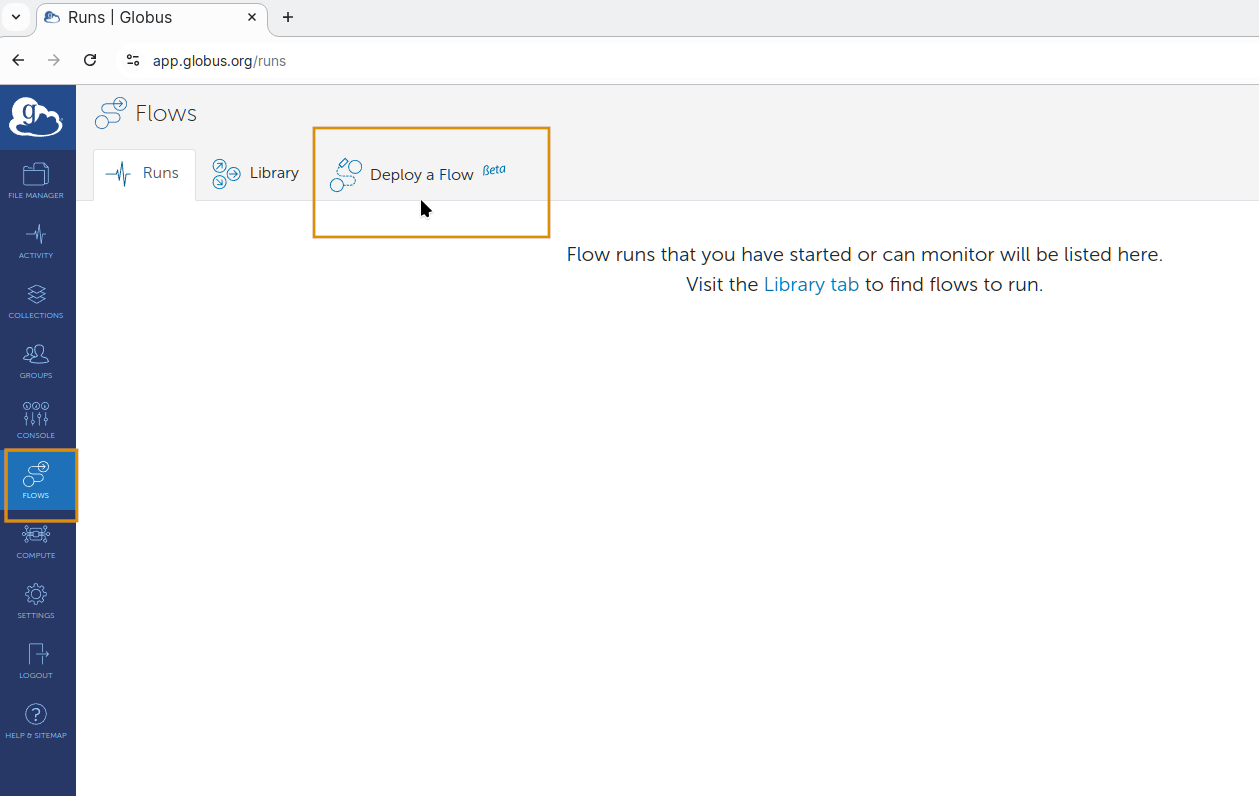 Runs | Globus
app.globus.org/runs
g
Flows
Runs
Library
Deploy a Flow Beta
FILE MANAGER
ACTIVITY
COLLECTIONS
GROUPS
CONSOLE
FLOWS
COMPUTE
SETTINGS
LOGOUT
HELP & SITEMAP
Flow runs that you have started or can monitor will be listed here.
Visit the Library tab to find flows to run.